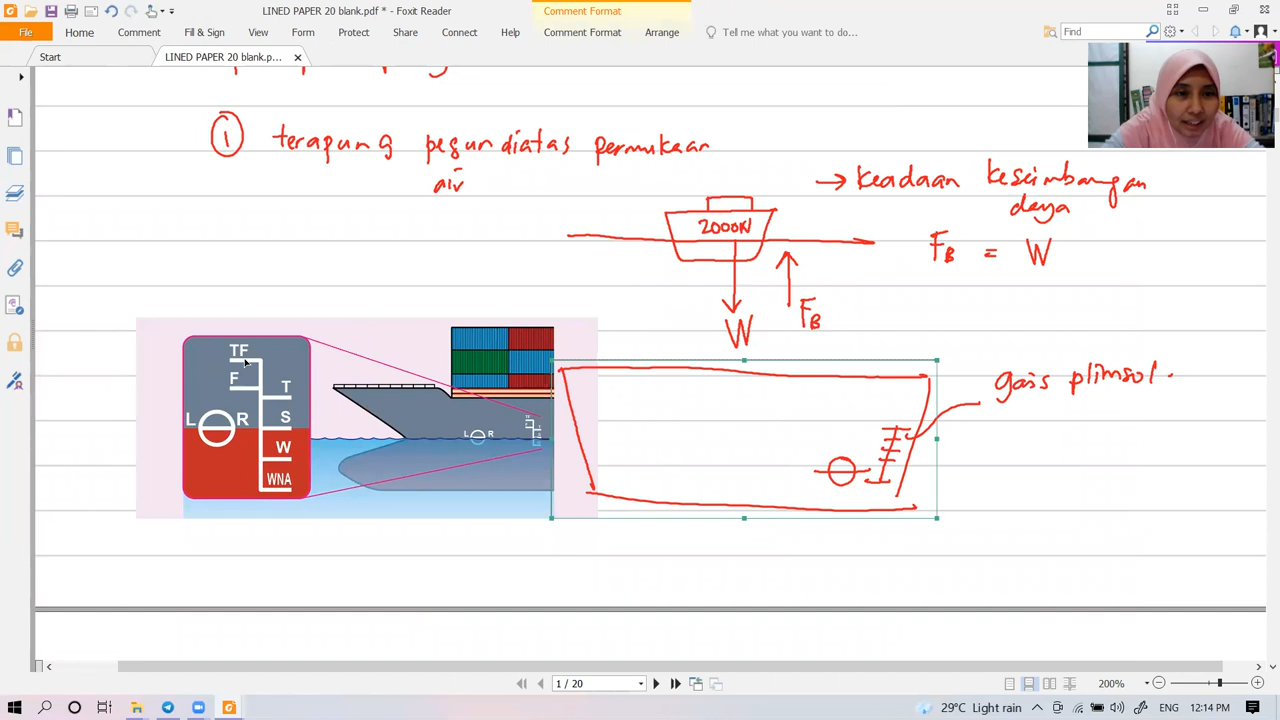 LINED PAPER 20 blank.pdf * - Foxit Reader
Comment Format
File
Home
Comment
Fill & Sign
View
Form
Protect
Share
Connect
Help
Comment Format
Arrange
Tell me what you want to do...
Find
Start
LINED PAPER 20 blank.p...
1 terapung pegun diatas permukaan
air
→ Keadaan keseimbangan
daya
2000N
FB = W
FB
W
TF
F
T
L
R
S
W
WNA
L
R
garis plimsol.
1 / 20
200%
29°C Light rain
ENG
12:14 PM